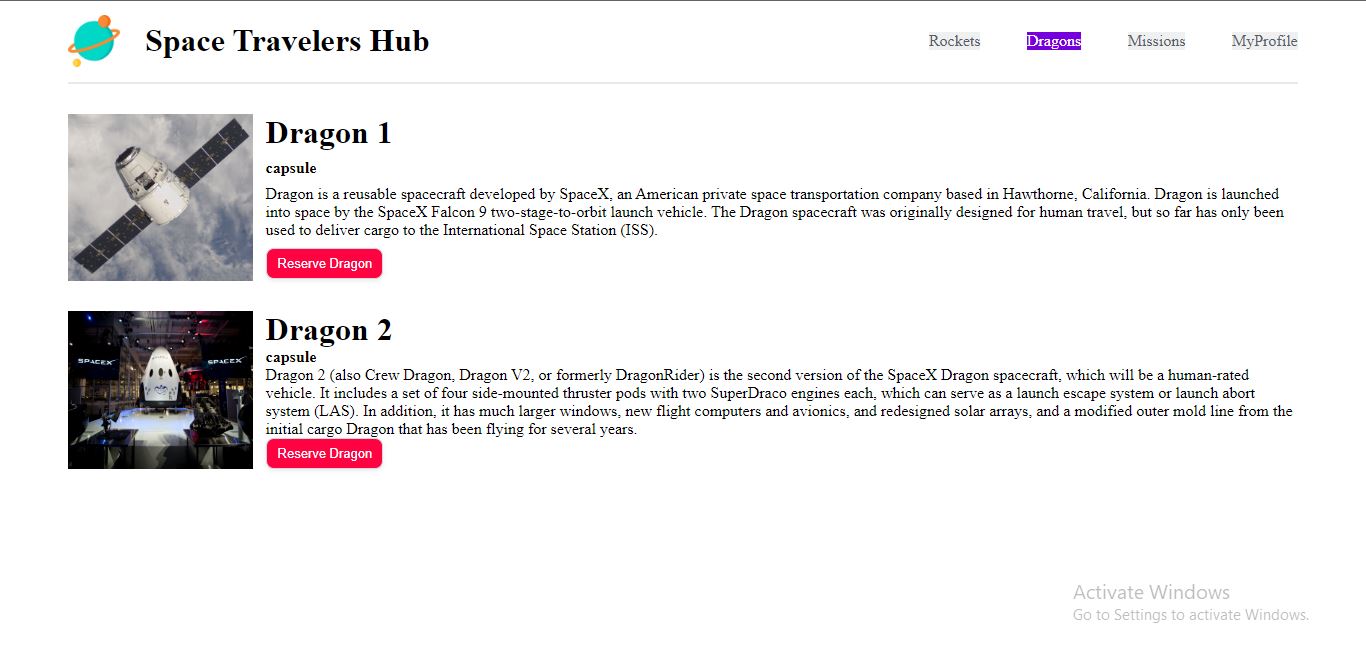 Space Travelers Hub
Rockets
Dragons
Missions
MyProfile
Dragon 1
capsule
Dragon is a reusable spacecraft developed by SpaceX, an American private space transportation company based in Hawthorne, California. Dragon is launched
into space by the SpaceX Falcon 9 two-stage-to-orbit launch vehicle. The Dragon spacecraft was originally designed for human travel, but so far has only been
used to deliver cargo to the International Space Station (ISS).
Reserve Dragon
SPACEX
SPACEX
Dragon 2
capsule
Dragon 2 (also Crew Dragon, Dragon V2, or formerly DragonRider) is the second version of the SpaceX Dragon spacecraft, which will be a human-rated
vehicle. It includes a set of four side-mounted thruster pods with two SuperDraco engines each, which can serve as a launch escape system or launch abort
system (LAS). In addition, it has much larger windows, new flight computers and avionics, and redesigned solar arrays, and a modified outer mold line from the
initial cargo Dragon that has been flying for several years.
Reserve Dragon
Activate Windows
Go to Settings to activate Windows.